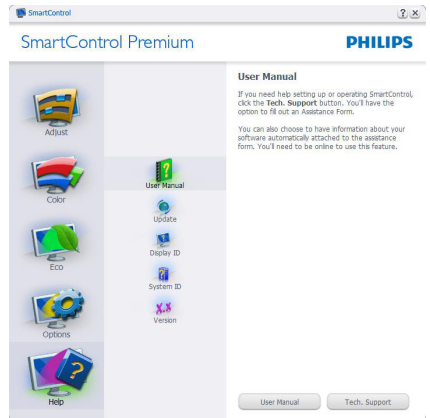 SmartControl
SmartControl Premium
PHILIPS
Adjust
Color
Eco
Options
Help
User Manual
Update
Display ID
System ID
X.X
Version
User Manual
If you need help setting up or operating SmartControl,
click the Tech. Support button. You'll have the
option to fill out an Assistance Form.
You can also choose to have information about your
software automatically attached to the assistance
form. You'll need to be online to use this feature.
User Manual
Tech. Support